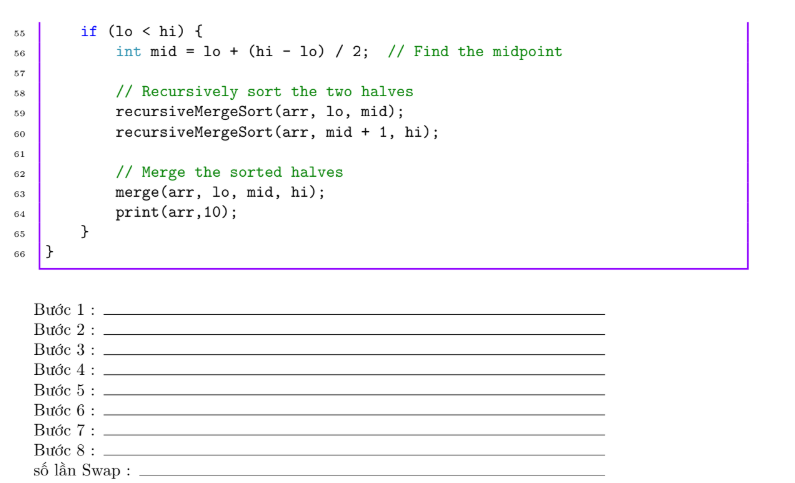 55 if (lo < hi) {
56 int mid = lo + (hi - lo) / 2; // Find the midpoint
57
58 // Recursively sort the two halves
59 recursiveMergeSort(arr, lo, mid);
60 recursiveMergeSort(arr, mid + 1, hi);
61
62 // Merge the sorted halves
63 merge(arr, lo, mid, hi);
64 print(arr,10);
65 }
66 }
Bước 1 :
Bước 2 :
Bước 3 :
Bước 4 :
Bước 5 :
Bước 6 :
Bước 7 :
Bước 8 :
số lần Swap :